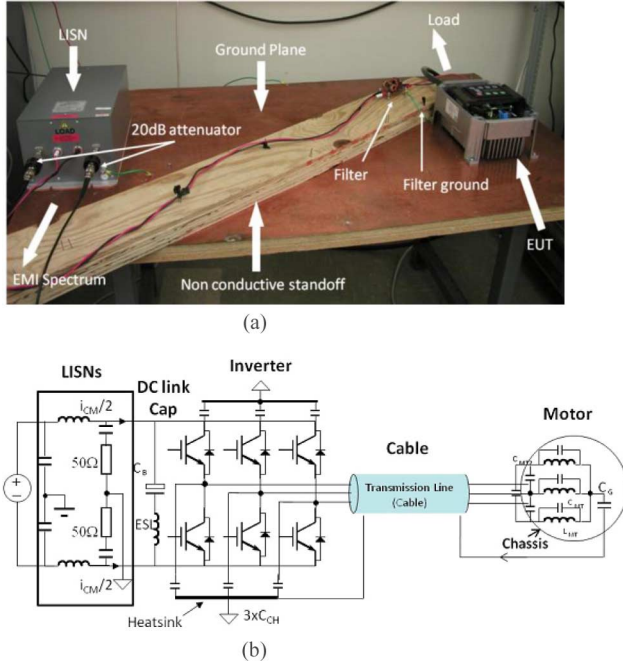 LISN
Ground Plane
Load
LOAD
20dB attenuator
Filter
Filter ground
EUT
EMI Spectrum
Non conductive standoff
(a)
LISNs
DC link
Cap
Inverter
Cable
Motor
iCM/2
50Ω
CB
ESL
50Ω
iCM/2
Transmission Line
(Cable)
CG
CMT
LMT
Chassis
Heatsink
3xCCH
(b)